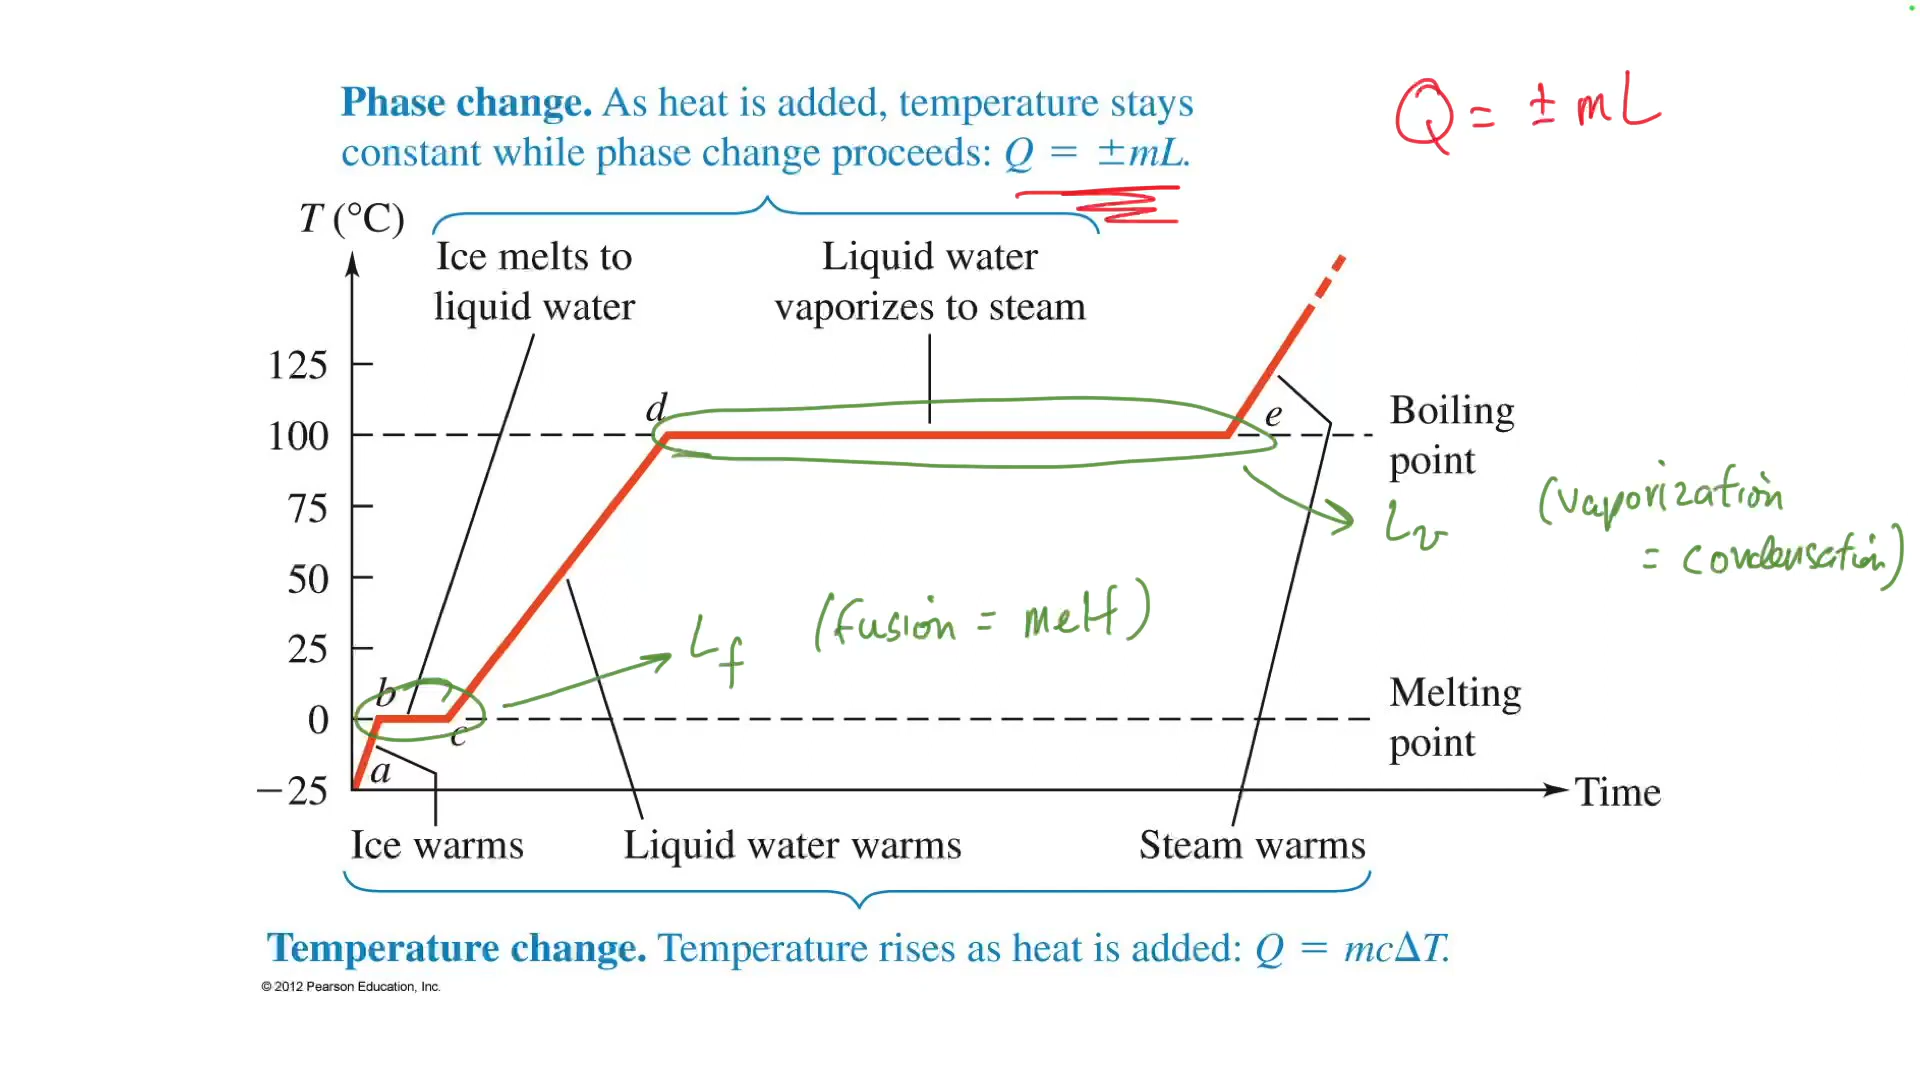 Phase change. As heat is added, temperature stays
constant while phase change proceeds: Q = ±mL.
Q = ± mL
T (°C)
Ice melts to
liquid water
Liquid water
vaporizes to steam
125
100
75
50
25
0
−25
a
b
c
d
e
Boiling
point
Lv
(vaporization
= condensation)
Lf
(fusion = melt)
Melting
point
Time
Ice warms
Liquid water warms
Steam warms
Temperature change. Temperature rises as heat is added: Q = mcΔT.
© 2012 Pearson Education, Inc.